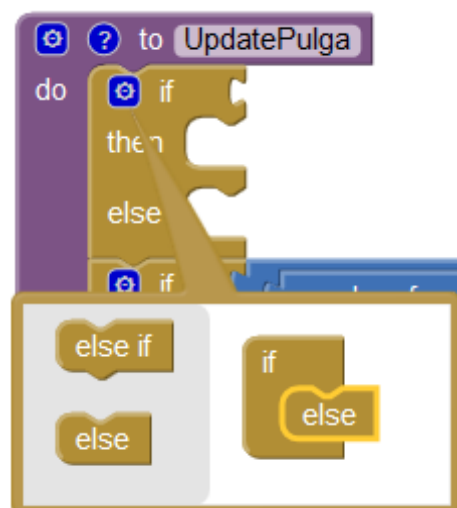 ? to UpdatePulga
do if
then
else
if
else if
if
else
else